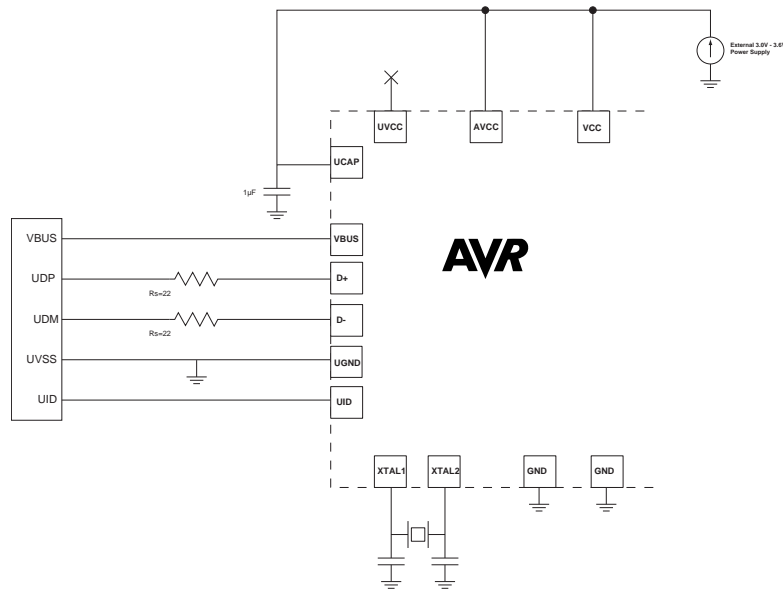 External 3.0V - 3.6V
Power Supply
UVCC
AVCC
VCC
UCAP
1µF
VBUS
VBUS
UDP
Rs=22
D+
UDM
Rs=22
D-
UVSS
UGND
UID
UID
AVR
XTAL1
XTAL2
GND
GND